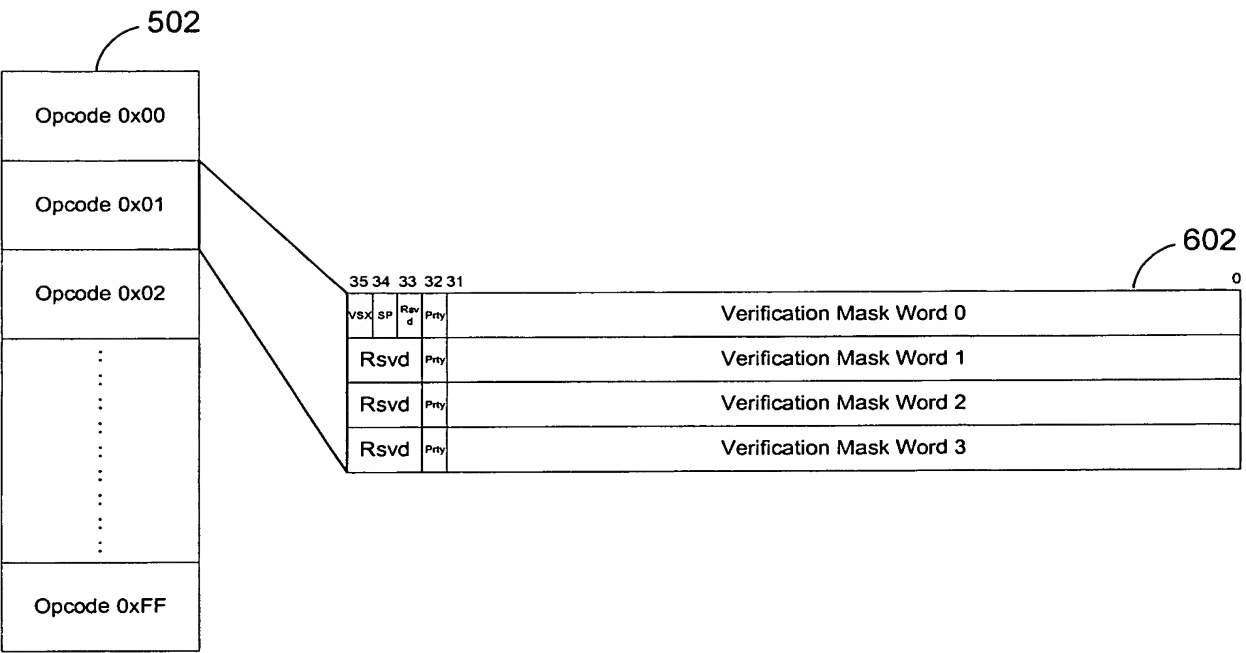 502
Opcode 0x00
Opcode 0x01
Opcode 0x02
Opcode 0xFF
602
35 34 33 32 31 0
VSX SP Rsv d Prty Verification Mask Word 0
Rsvd Prty Verification Mask Word 1
Rsvd Prty Verification Mask Word 2
Rsvd Prty Verification Mask Word 3